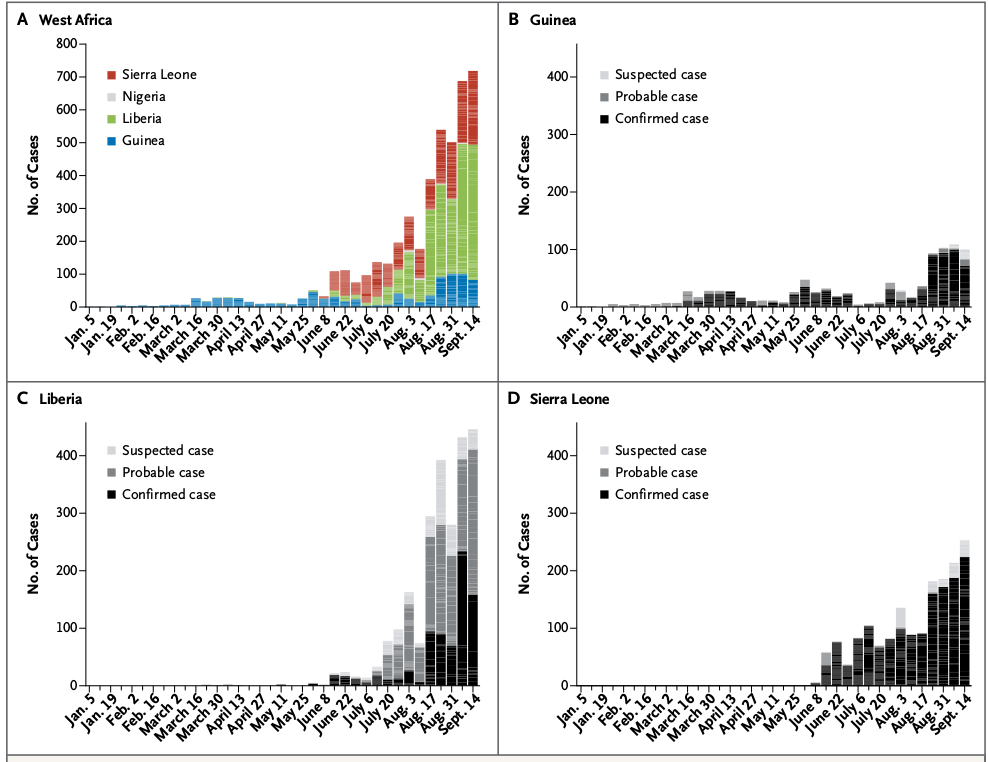 A West Africa
800
700
600
500
400
300
200
100
0
No. of Cases
Sierra Leone
Nigeria
Liberia
Guinea
Jan. 5
Jan. 19
Feb. 2
Feb. 16
March 2
March 16
March 30
April 13
April 27
May 11
May 25
June 8
June 22
July 6
July 20
Aug. 3
Aug. 17
Aug. 31
Sept. 14
B Guinea
400
300
200
100
0
No. of Cases
Suspected case
Probable case
Confirmed case
Jan. 5
Jan. 19
Feb. 2
Feb. 16
March 2
March 16
March 30
April 13
April 27
May 11
May 25
June 8
June 22
July 6
July 20
Aug. 3
Aug. 17
Aug. 31
Sept. 14
C Liberia
400
300
200
100
0
No. of Cases
Suspected case
Probable case
Confirmed case
Jan. 5
Jan. 19
Feb. 2
Feb. 16
March 2
March 16
March 30
April 13
April 27
May 11
May 25
June 8
June 22
July 6
July 20
Aug. 3
Aug. 17
Aug. 31
Sept. 14
D Sierra Leone
400
300
200
100
0
No. of Cases
Suspected case
Probable case
Confirmed case
Jan. 5
Jan. 19
Feb. 2
Feb. 16
March 2
March 16
March 30
April 13
April 27
May 11
May 25
June 8
June 22
July 6
July 20
Aug. 3
Aug. 17
Aug. 31
Sept. 14